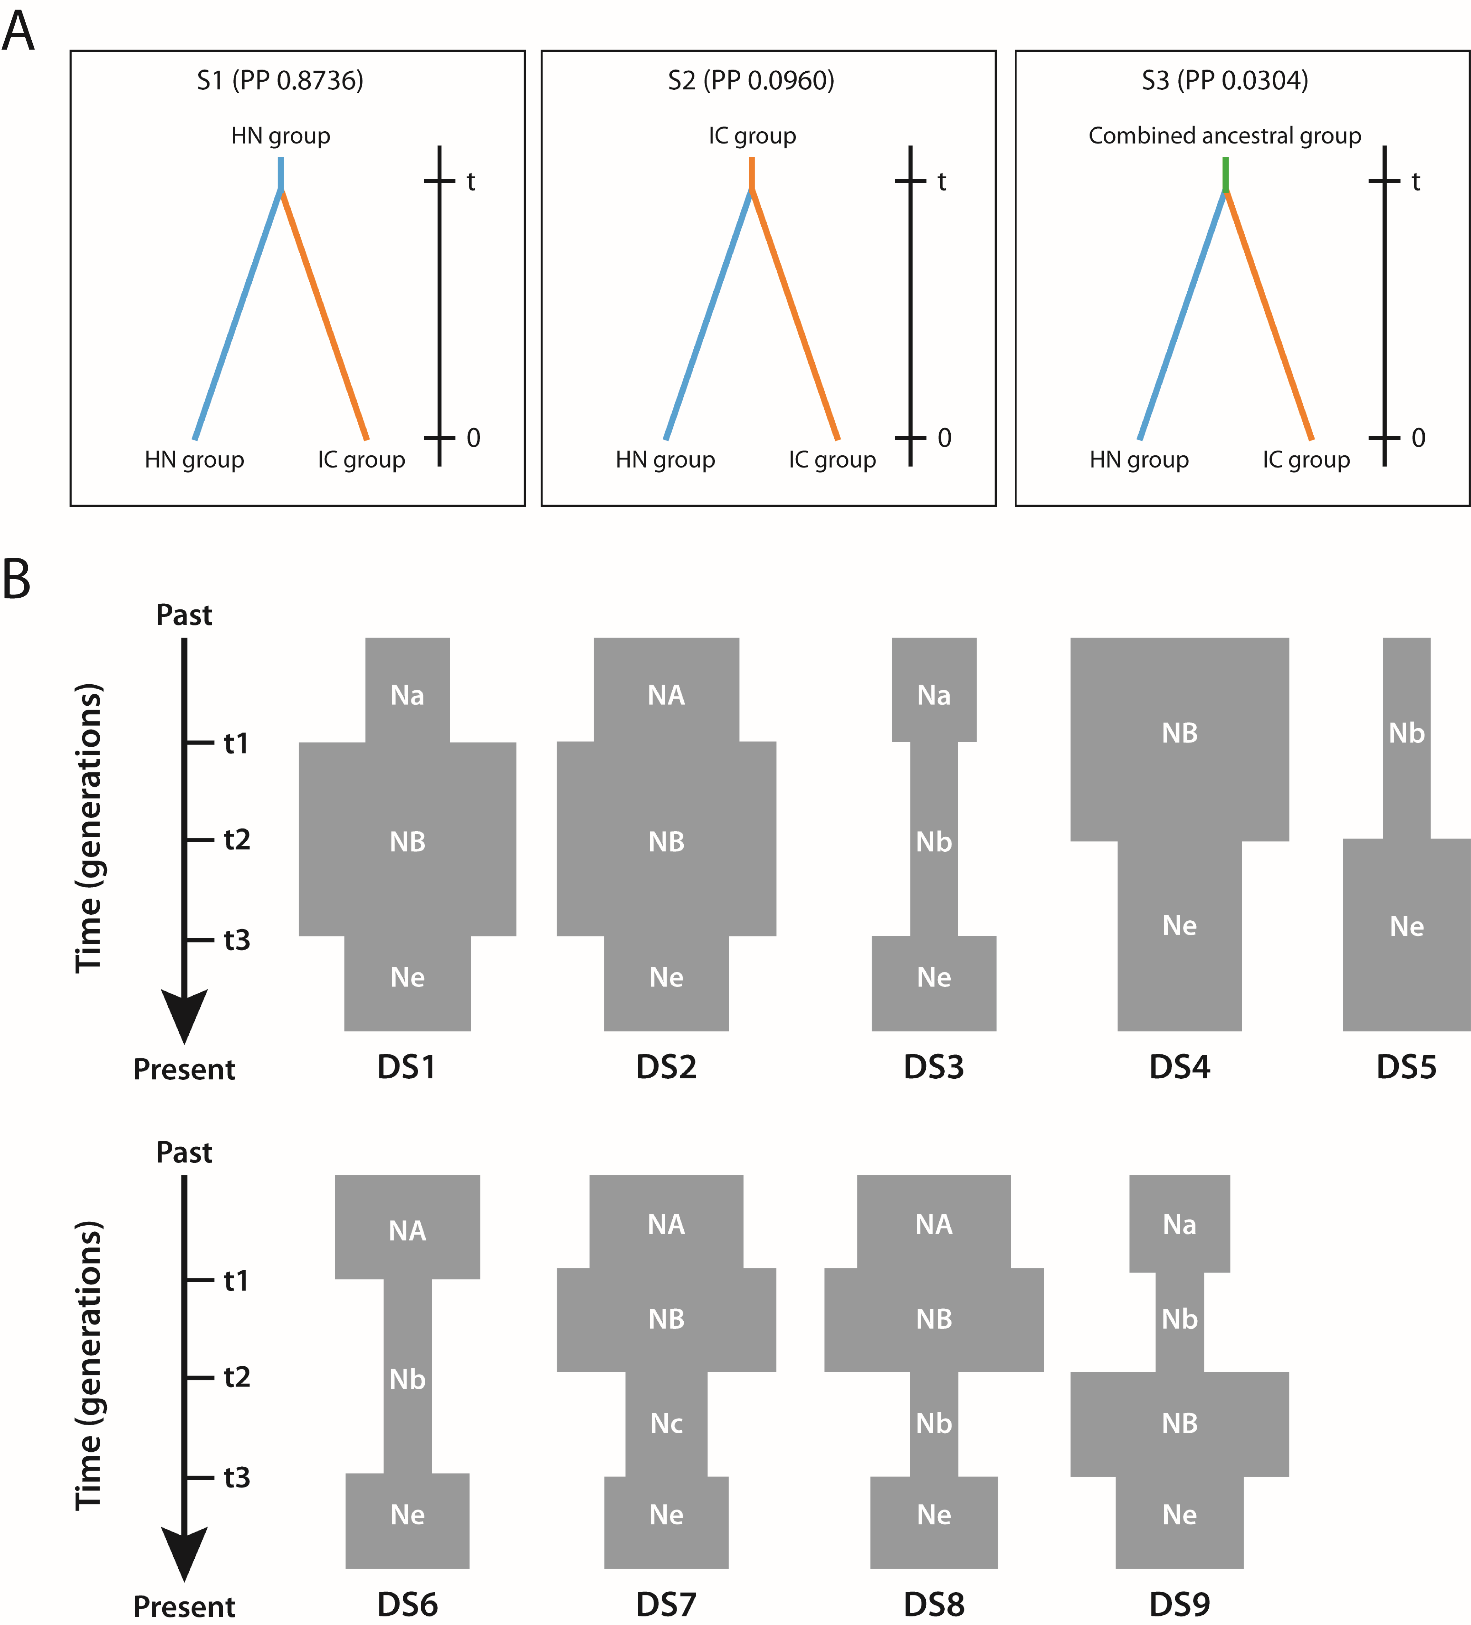 A
S1 (PP 0.8736)
HN group
t
0
HN group
IC group
S2 (PP 0.0960)
IC group
t
0
HN group
IC group
S3 (PP 0.0304)
Combined ancestral group
t
0
HN group
IC group
B
Past
Time (generations)
t1
t2
t3
Present
Na
NB
Ne
DS1
NA
NB
Ne
DS2
Na
Nb
Ne
DS3
NB
Ne
DS4
Nb
Ne
DS5
Past
Time (generations)
t1
t2
t3
Present
NA
Nb
Ne
DS6
NA
NB
Nc
Ne
DS7
NA
NB
Nb
Ne
DS8
Na
Nb
NB
Ne
DS9